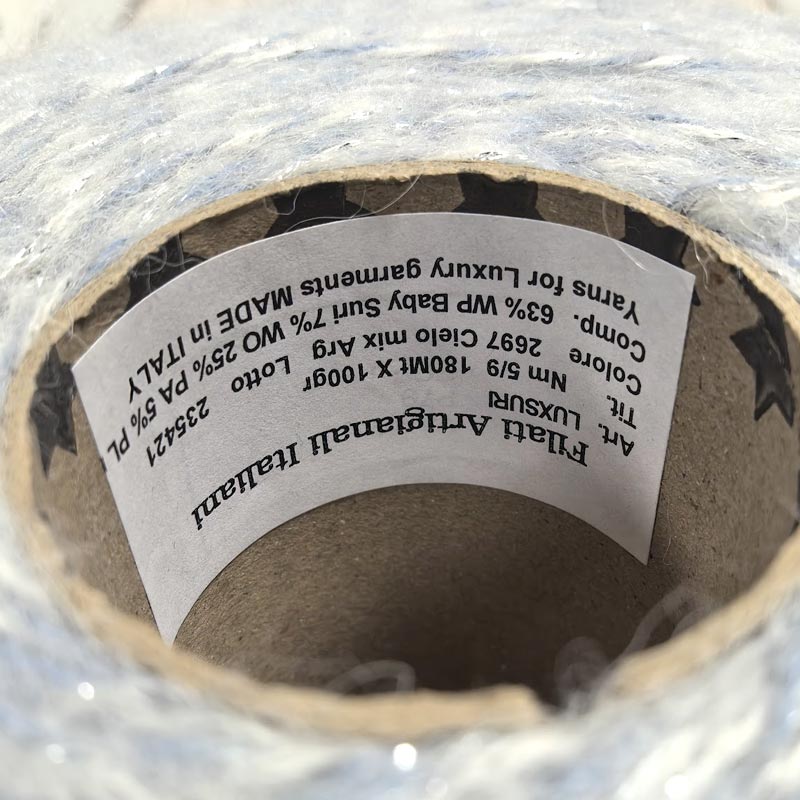 Filati Artigianali Italiani
Art. LUXSURI
Tit. Nm 5/9 180Mt X 100gr
Colore 2697 Cielo mix Arg Lotto 235421
Comp. 63% WP Baby Suri 7% WO 25% PA 5% PL
Yarns for Luxury garments MADE in ITALY